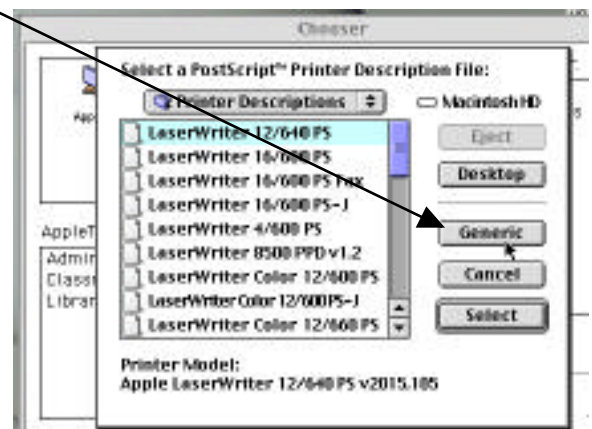 Chooser
Select a PostScript™ Printer Description File:
Printer Descriptions
Macintosh HD
LaserWriter 12/640 PS
LaserWriter 16/600 PS
LaserWriter 16/600 PS Fax
LaserWriter 16/600 PS-J
LaserWriter 4/600 PS
LaserWriter 8500 PPD v1.2
LaserWriter Color 12/600 PS
LaserWriter Color 12/600 PS-J
LaserWriter Color 12/660 PS
Eject
Desktop
Generic
Cancel
Select
AppleT
Admin
Classr
Librar
Printer Model:
Apple LaserWriter 12/640 PS v2015.105